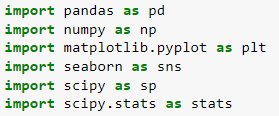 import pandas as pd
import numpy as np
import matplotlib.pyplot as plt
import seaborn as sns
import scipy as sp
import scipy.stats as stats